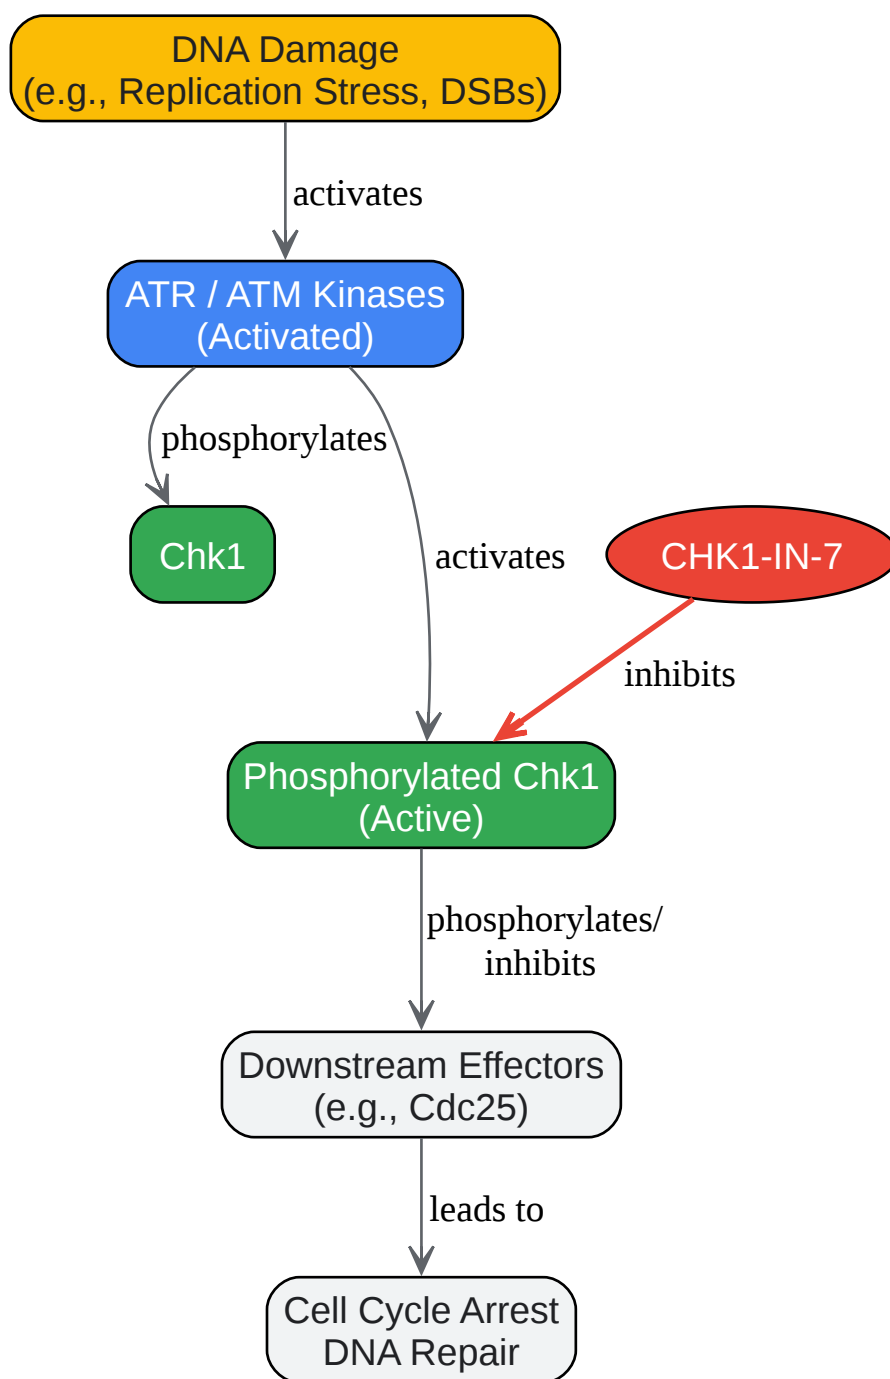 DNA Damage
(e.g., Replication Stress, DSBs)
activates
ATR / ATM Kinases
(Activated)
phosphorylates
Chk1
activates
CHK1-IN-7
inhibits
Phosphorylated Chk1
(Active)
phosphorylates/
inhibits
Downstream Effectors
(e.g., Cdc25)
leads to
Cell Cycle Arrest
DNA Repair